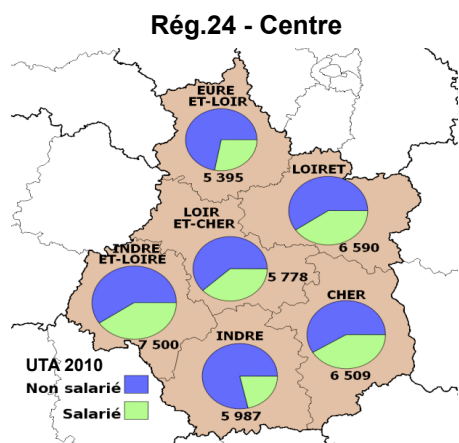 Rég.24 - Centre
EURE
ET-LOIR
5 395
LOIRET
6 590
LOIR
ET-CHER
5 778
INDRE
ET-LOIRE
7 500
CHER
6 509
INDRE
5 987
UTA 2010
Non salarié
Salarié